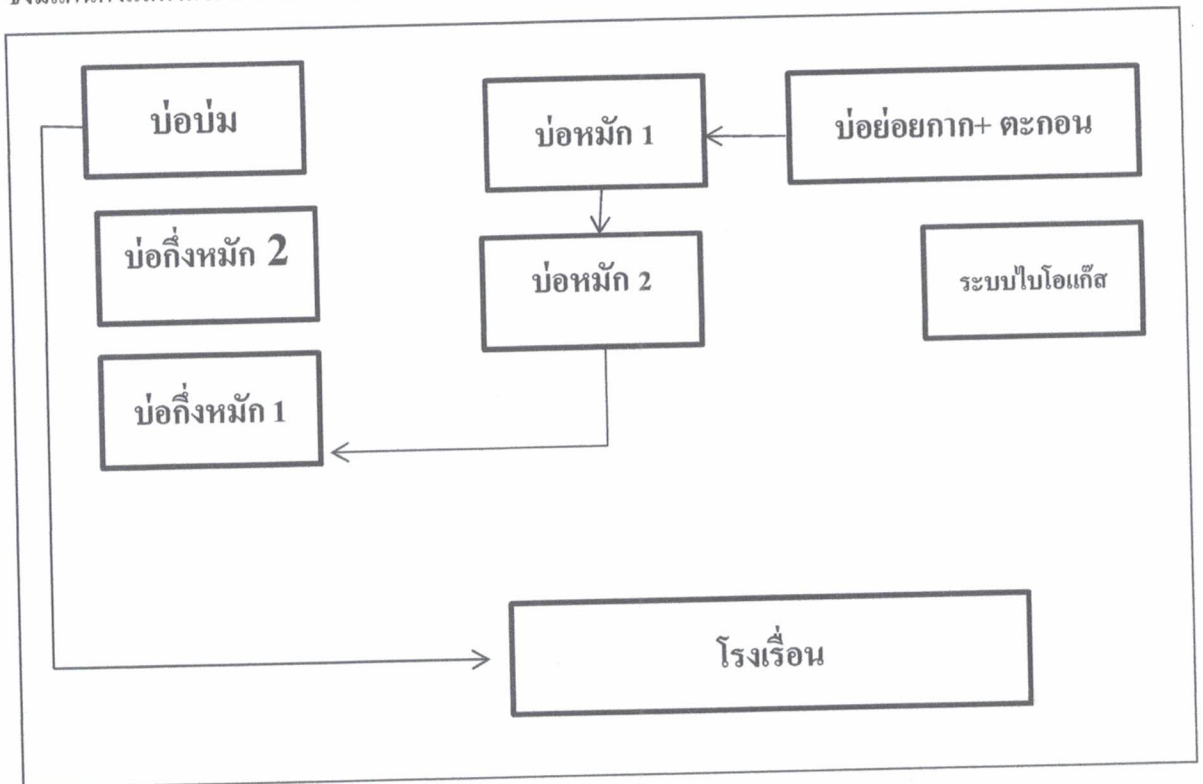 บ่อบ่ม
บ่อหมัก 1
บ่อย่อยกาก+ ตะกอน
บ่อกึ่งหมัก 2
บ่อหมัก 2
ระบบไบโอแก๊ส
บ่อกึ่งหมัก 1
โรงเรื่อน